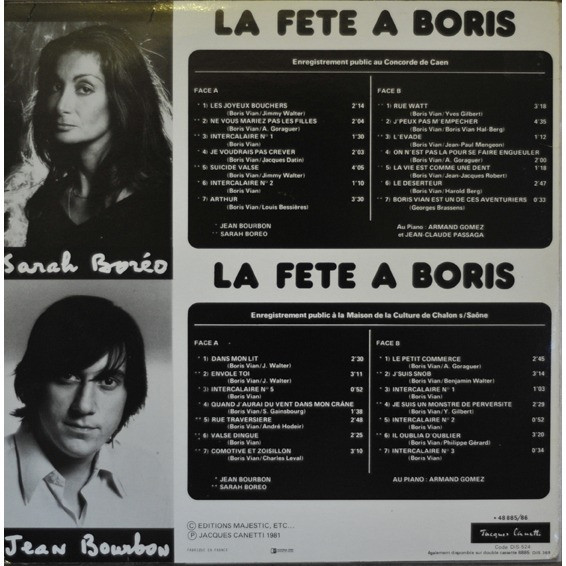 LA FETE A BORIS
Enregistrement public au Concorde de Caen
FACE A
* 1) LES JOYEUX BOUCHERS 2'14
(Boris Vian/Jimmy Walter)
** 2) NE VOUS MARIEZ PAS LES FILLES 2'04
(Boris Vian/A. Goraguer)
** 3) INTERCALAIRE N° 1 1'30
(Boris Vian)
* 4) JE VOUDRAIS PAS CREVER 2'03
(Boris Vian/Jacques Datin)
** 5) SUICIDE VALSE 4'05
(Boris Vian/Jimmy Walter)
** 6) INTERCALAIRE N° 2 1'10
(Boris Vian)
* 7) ARTHUR 3'30
(Boris Vian/Louis Bessières)
* JEAN BOURBON
** SARAH BOREO
FACE B
* 1) RUE WATT 3'18
(Boris Vian/Yves Gilbert)
** 2) J'PEUX PAS M'EMPECHER 4'35
(Boris Vian/Boris Vian Hal-Berg)
* 3) L'EVADE 1'12
(Boris Vian/Jean-Paul Mengeon)
** 4) ON N'EST PAS LA POUR SE FAIRE ENGUEULER
(Boris Vian/A. Goraguer) 2'00
** 5) LA VIE EST COMME UNE DENT 1'18
(Boris Vian/Jean-Jacques Robert)
* 6) LE DESERTEUR 2'47
(Boris Vian/Harold Berg)
** 7) BORIS VIAN EST UN DE CES AVENTURIERS 0'33
(Georges Brassens)
Au Piano : ARMAND GOMEZ
et JEAN-CLAUDE PASSAGA
Sarah Boréo
LA FETE A BORIS
Enregistrement public à la Maison de la Culture de Chalon s/Saône
FACE A
* 1) DANS MON LIT 2'30
(Boris Vian/J. Walter)
** 2) ENVOLE TOI 3'11
(Boris Vian/J. Walter)
* 3) INTERCALAIRE N° 5 0'52
(Boris Vian)
* 4) QUAND J'AURAI DU VENT DANS MON CRÂNE
(Boris Vian/S. Gainsbourg) 1'38
* 5) RUE TRAVERSIERE 2'48
(Boris Vian/André Hodeir)
** 6) VALSE DINGUE 2'25
(Boris Vian)
** 7) COMOTIVE ET ZOISILLON 3'10
(Boris Vian/Charles Leval)
* JEAN BOURBON
** SARAH BOREO
FACE B
* 1) LE PETIT COMMERCE 2'45
(Boris Vian/A. Goraguer)
** 2) J'SUIS SNOB 3'14
(Boris Vian/Benjamin Walter)
* 3) INTERCALAIRE N° 1 1'03
(Boris Vian)
** 4) JE SUIS UN MONSTRE DE PERVERSITE 2'29
(Boris Vian/Y. Gilbert)
* 5) INTERCALAIRE N° 2 0'52
(Boris Vian)
** 6) IL OUBLIA D'OUBLIER 3'20
(Boris Vian/Philippe Gérard)
* 7) INTERCALAIRE N° 3 0'34
(Boris Vian)
AU PIANO : ARMAND GOMEZ
Jean Bourbon
© EDITIONS MAJESTIC, ETC...
Ⓟ JACQUES CANETTI 1981
FABRIQUE EN FRANCE
+ 48 885/86
Jacques Canetti
Code DIS 524
également disponible sur double cassette